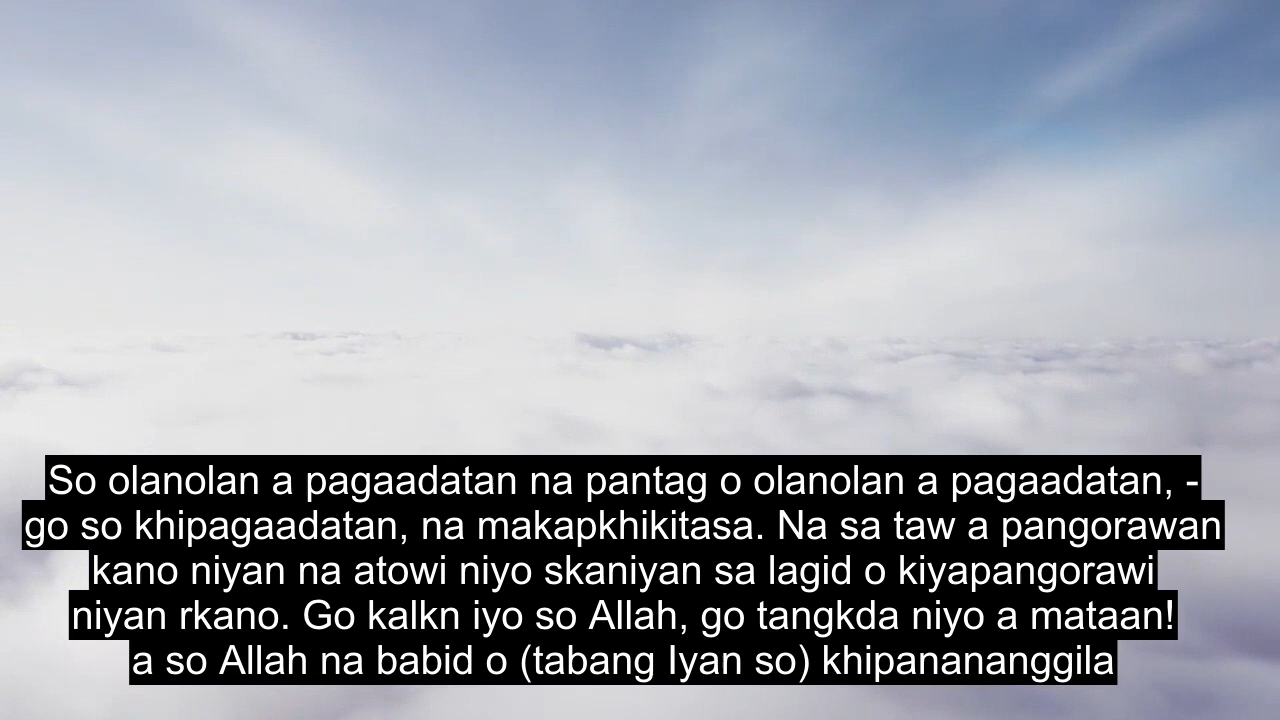 So olanolan a pagaadatan na pantag o olanolan a pagaadatan, -
go so khipagaadatan, na makapkhikitasa. Na sa taw a pangorawan
kano niyan na atowi niyo skaniyan sa lagid o kiyapangorawi
niyan rkano. Go kalkn iyo so Allah, go tangkda niyo a mataan!
a so Allah na babid o (tabang Iyan so) khipanananggila